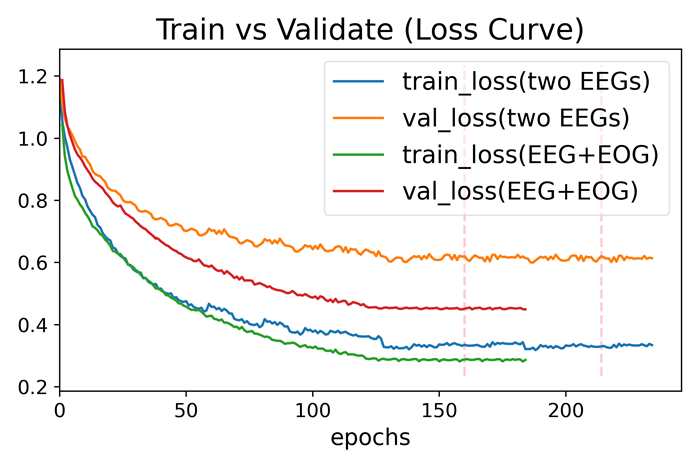 Train vs Validate (Loss Curve)
train_loss(two EEGs)
val_loss(two EEGs)
train_loss(EEG+EOG)
val_loss(EEG+EOG)
1.2
1.0
0.8
0.6
0.4
0.2
0 50 100 150 200
epochs